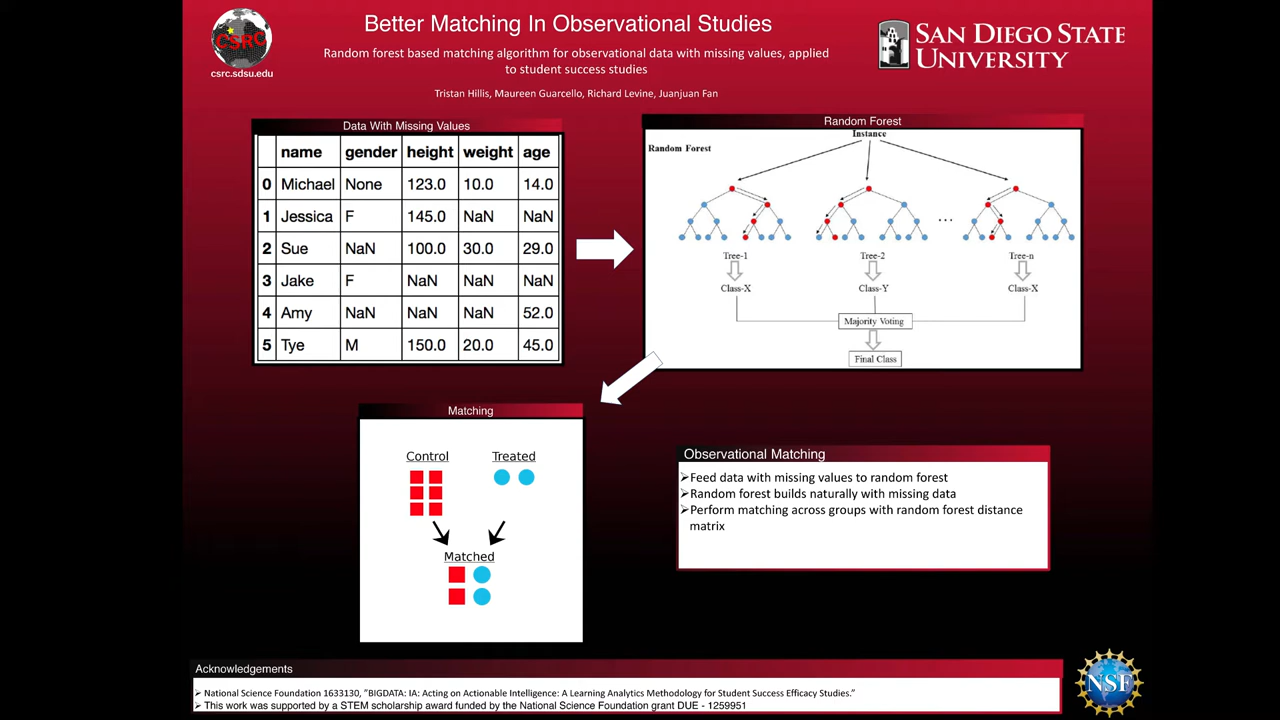 CSRC
csrc.sdsu.edu
Better Matching In Observational Studies
Random forest based matching algorithm for observational data with missing values, applied
to student success studies
Tristan Hillis, Maureen Guarcello, Richard Levine, Juanjuan Fan
SAN DIEGO STATE
UNIVERSITY
Data With Missing Values
name gender height weight age
0 Michael None 123.0 10.0 14.0
1 Jessica F 145.0 NaN NaN
2 Sue NaN 100.0 30.0 29.0
3 Jake F NaN NaN NaN
4 Amy NaN NaN NaN 52.0
5 Tye M 150.0 20.0 45.0
Random Forest
Instance
Random Forest
...
Tree-1 Tree-2 Tree-n
Class-X Class-Y Class-X
Majority Voting
Final Class
Matching
Control Treated
Matched
Observational Matching
➢Feed data with missing values to random forest
➢Random forest builds naturally with missing data
➢Perform matching across groups with random forest distance
matrix
Acknowledgements
➢ National Science Foundation 1633130, "BIGDATA: IA: Acting on Actionable Intelligence: A Learning Analytics Methodology for Student Success Efficacy Studies."
➢ This work was supported by a STEM scholarship award funded by the National Science Foundation grant DUE - 1259951
NSF